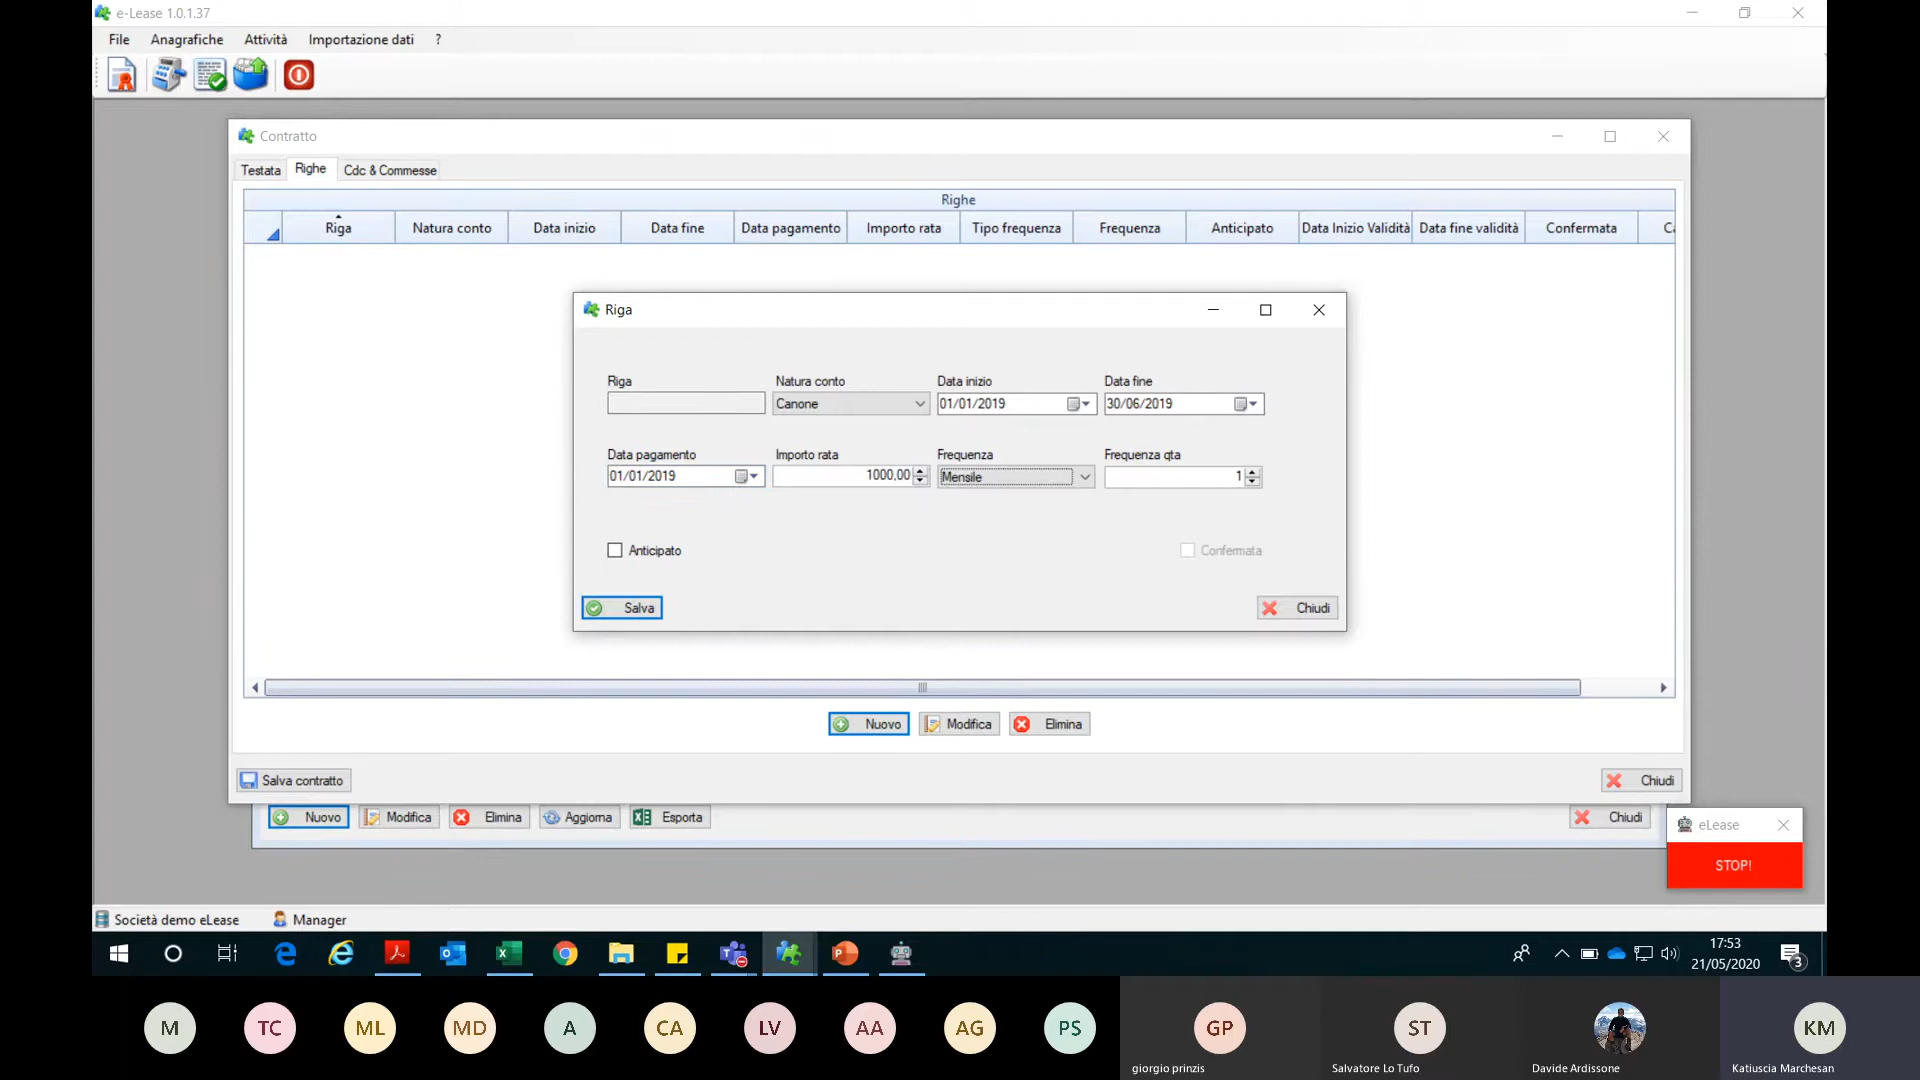 e-Lease 1.0.1.37
File Anagrafiche Attività Importazione dati ?
Contratto
Testata Righe Cdc & Commesse
Righe
Riga Natura conto Data inizio Data fine Data pagamento Importo rata Tipo frequenza Frequenza Anticipato Data Inizio Validità Data fine validità Confermata
Riga
Riga Natura conto Data inizio Data fine
Canone 01/01/2019 30/06/2019
Data pagamento Importo rata Frequenza Frequenza qta
01/01/2019 1000,00 Mensile 1
Anticipato Confermata
Salva Chiudi
Nuovo Modifica Elimina
Salva contratto Chiudi
Nuovo Modifica Elimina Aggiorna Esporta Chiudi
eLease
STOP!
Società demo eLease Manager
17:53
21/05/2020
3
M TC ML MD A CA LV AA AG PS GP ST KM
giorgio prinzis Salvatore Lo Tufo Davide Ardissone Katiuscia Marchesan